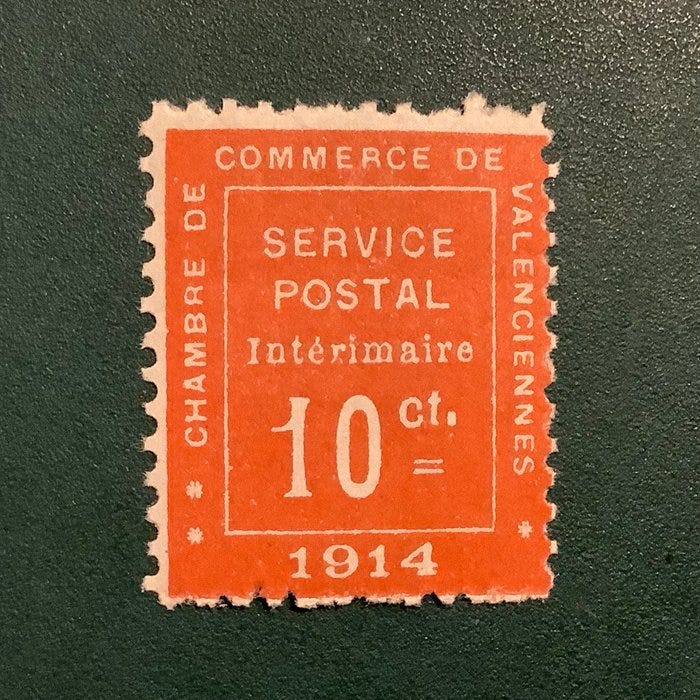 CHAMBRE DE
COMMERCE DE
VALENCIENNES
SERVICE
POSTAL
Intérimaire
10 ct.
1914